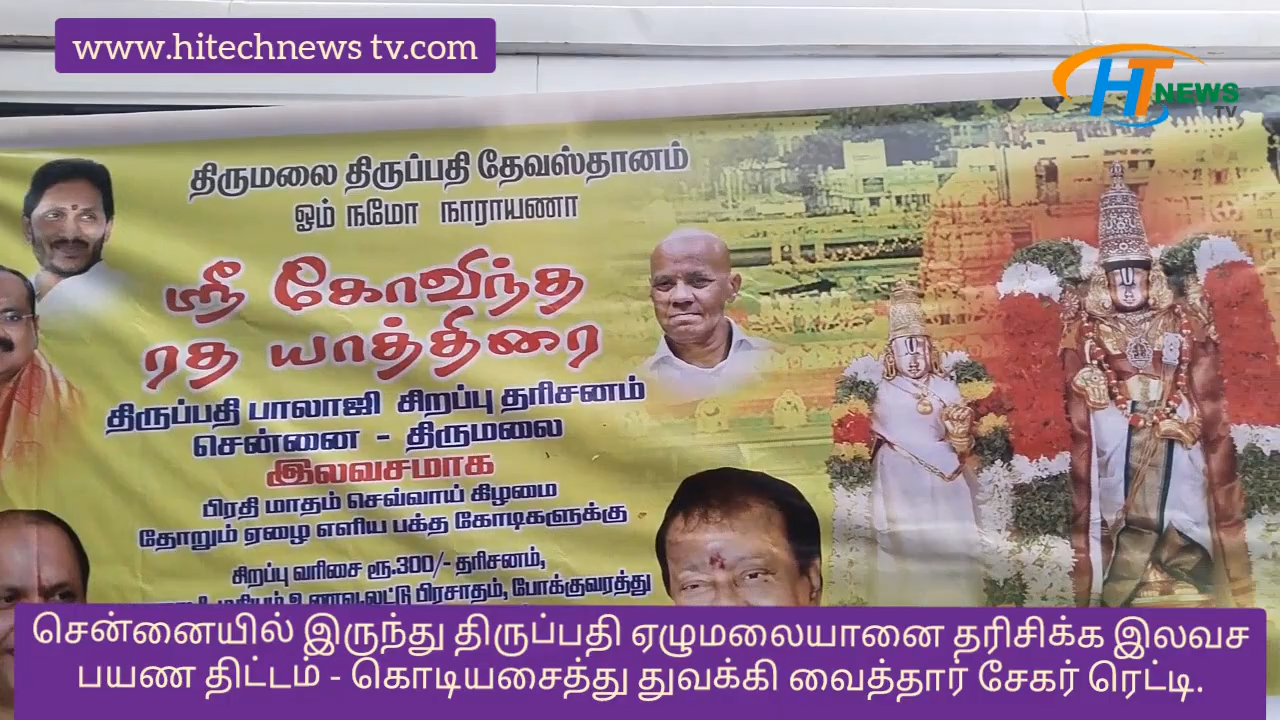 www.hitechnews tv.com
HT NEWS TV
திருமலை திருப்பதி தேவஸ்தானம்
ஓம் நமோ நாராயணா
ஸ்ரீ கோவிந்த
ரத யாத்திரை
திருப்பதி பாலாஜி சிறப்பு தரிசனம்
சென்னை - திருமலை
இலவசமாக
பிரதி மாதம் செவ்வாய் கிழமை
தோறும் ஏழை எளிய பக்த கோடிகளுக்கு
சிறப்பு வரிசை ரூ.300/- தரிசனம்,
உணவு,லட்டு பிரசாதம், போக்குவரத்து
சென்னையில் இருந்து திருப்பதி ஏழுமலையானை தரிசிக்க இலவச
பயண திட்டம் - கொடியசைத்து துவக்கி வைத்தார் சேகர் ரெட்டி.